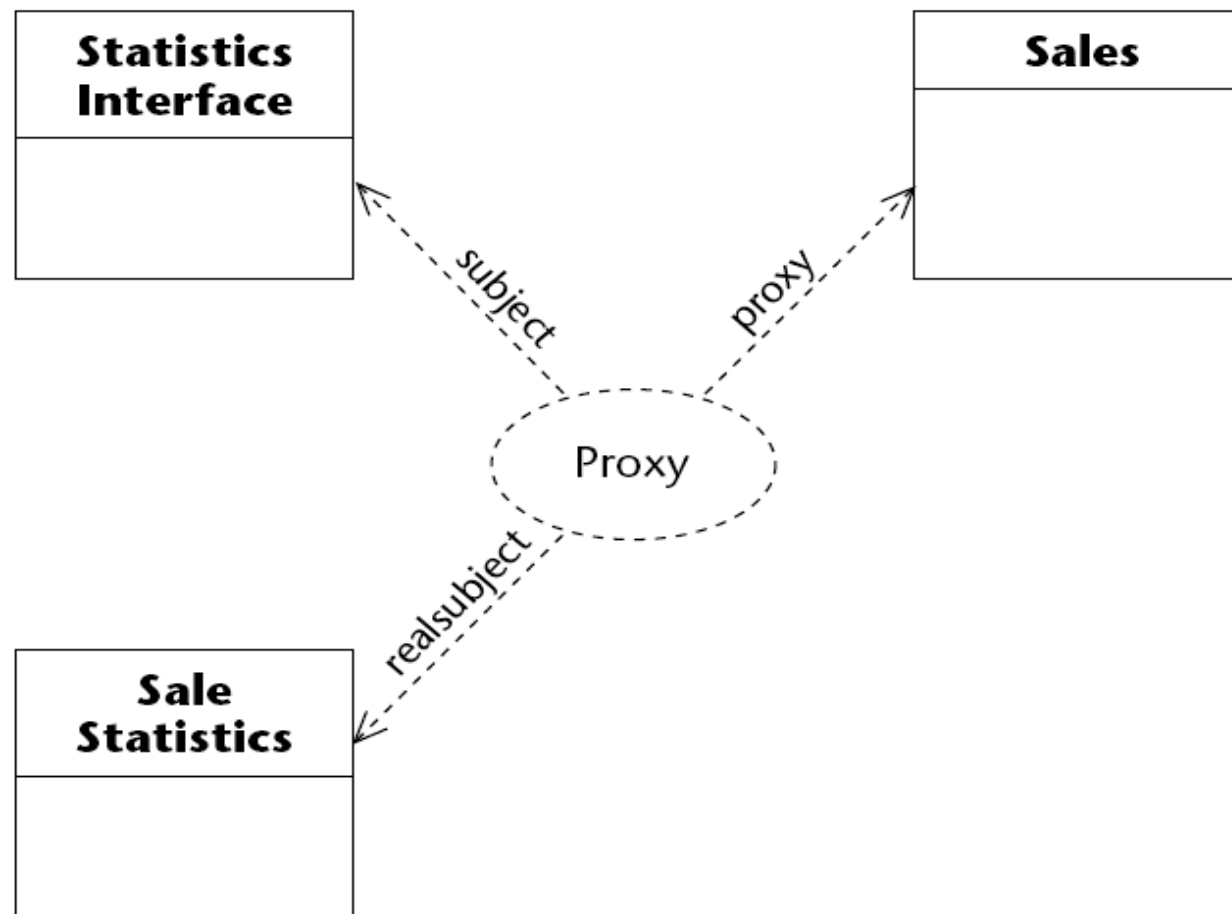 Statistics
Interface
Sales
subject
proxy
Proxy
realsubject
Sale
Statistics